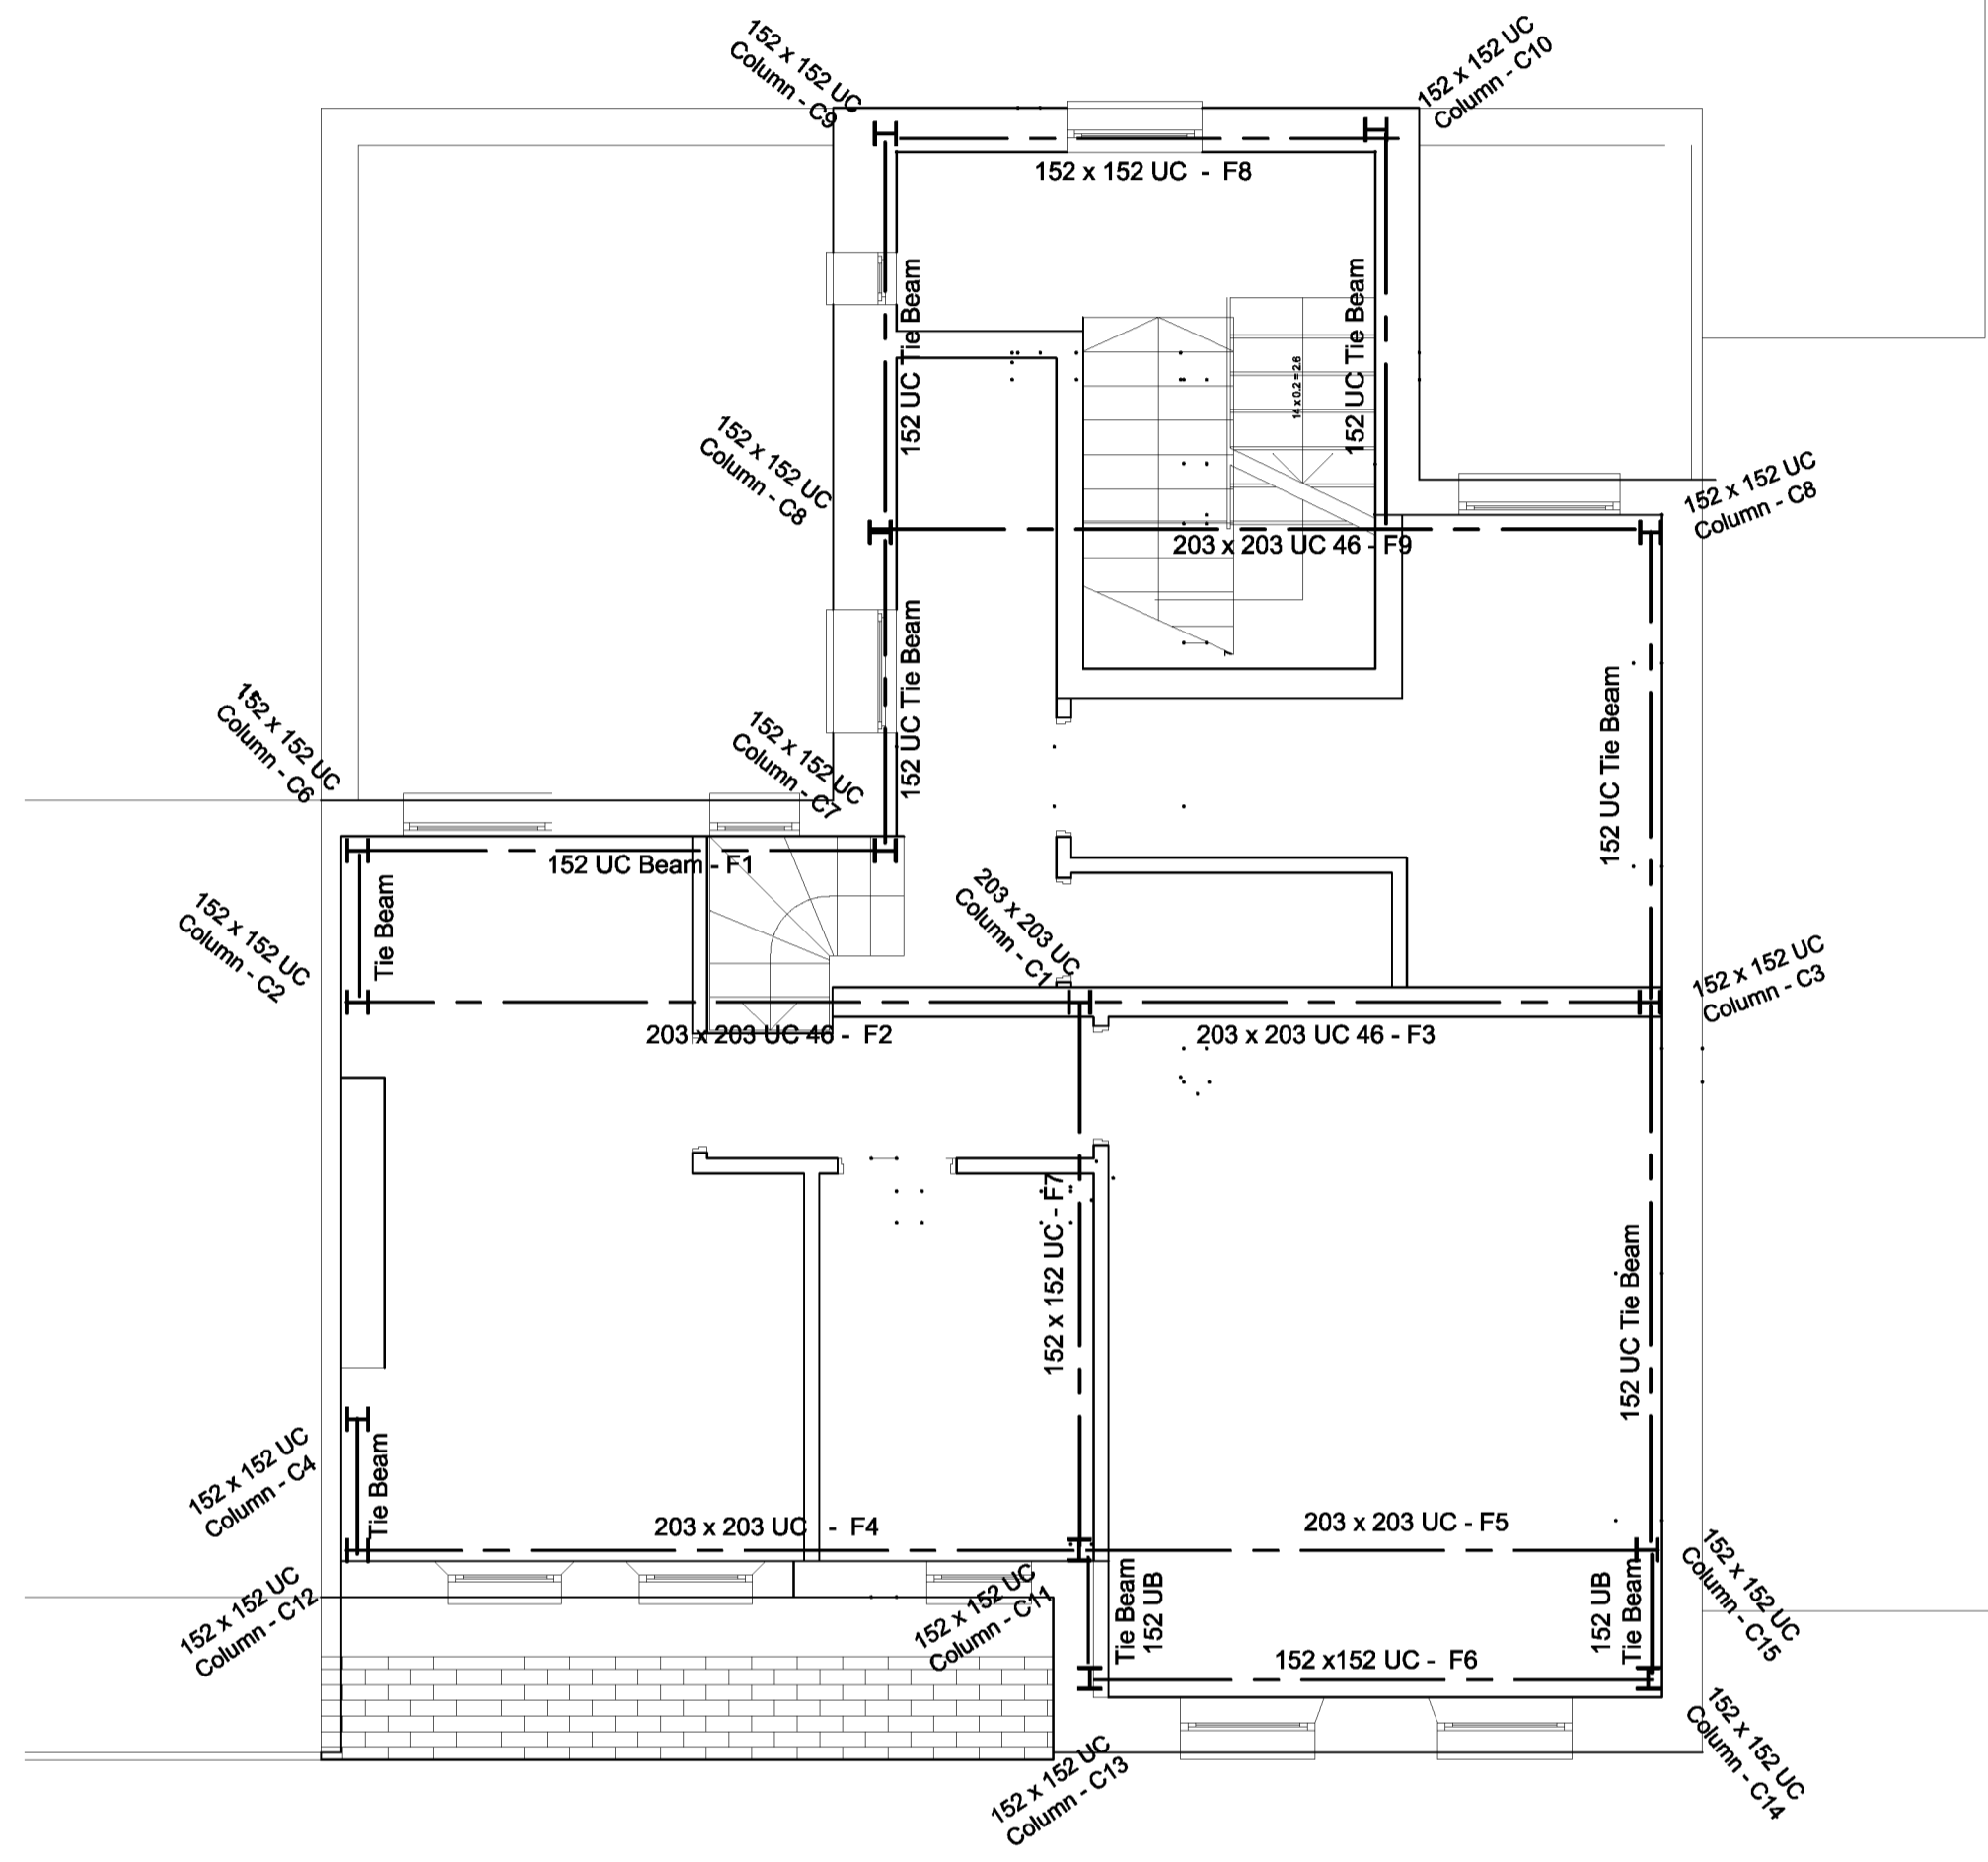 152 x 152 UC
Column - C9
152 x 152 UC
Column - C10
152 x 152 UC  -  F8
152 UC Tie Beam
152 UC Tie Beam
14 x 0.2 = 2.6
152 x 152 UC
Column - C8
152 x 152 UC
Column - C8
203 x 203 UC 46 - F9
152 UC Tie Beam
152 UC Tie Beam
7
152 x 152 UC
Column - C6
152 x 152 UC
Column - C7
152 UC Beam - F1
Tie Beam
152 x 152 UC
Column - C2
203 x 203 UC
Column - C1
152 x 152 UC
Column - C3
203 x 203 UC 46 -  F2
203 x 203 UC 46 - F3
152 x 152 UC - F7
152 UC Tie Beam
152 x 152 UC
Column - C4
Tie Beam
203 x 203 UC   -  F4
203 x 203 UC - F5
152 x 152 UC
Column - C12
152 x 152 UC
Column - C11
Tie Beam
152 UB
152 UB
Tie Beam
152 x 152 UC
Column - C15
152 x152 UC -  F6
152 x 152 UC
Column - C13
152 x 152 UC
Column - C14